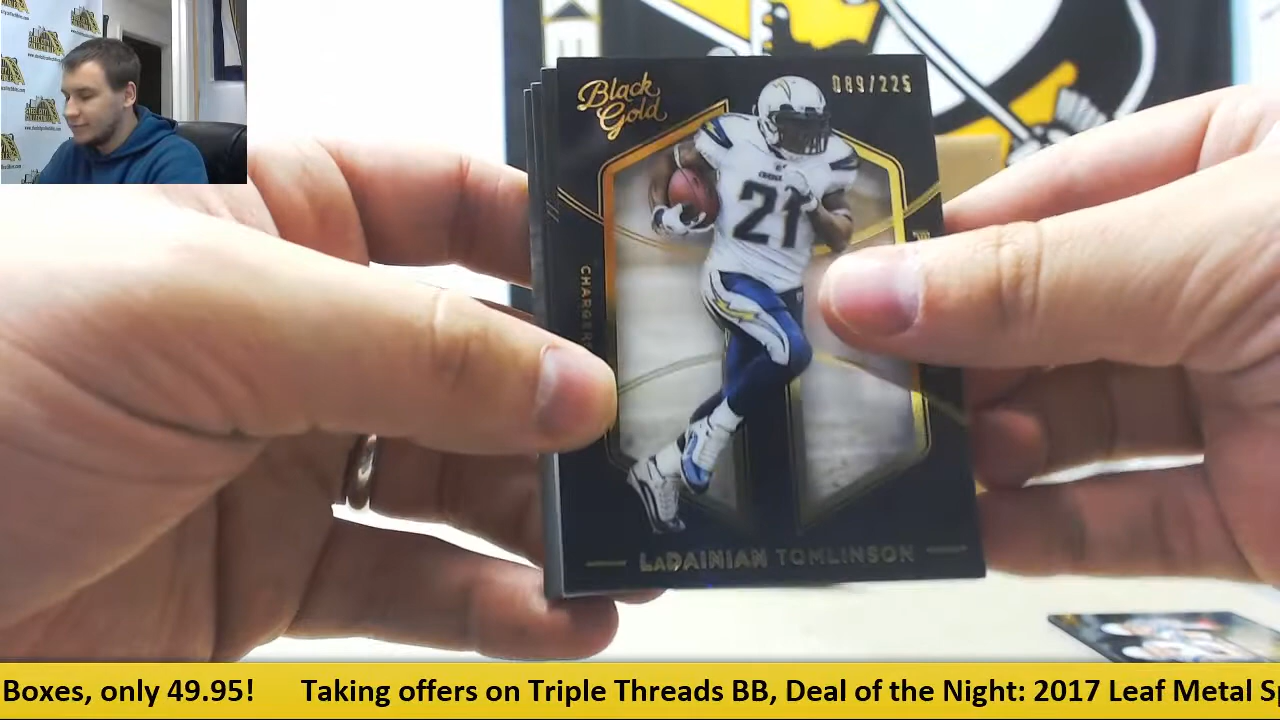 Black
Gold
089/225
21
CHARGERS
LaDAINIAN TOMLINSON
Boxes, only 49.95! Taking offers on Triple Threads BB, Deal of the Night: 2017 Leaf Metal Sp